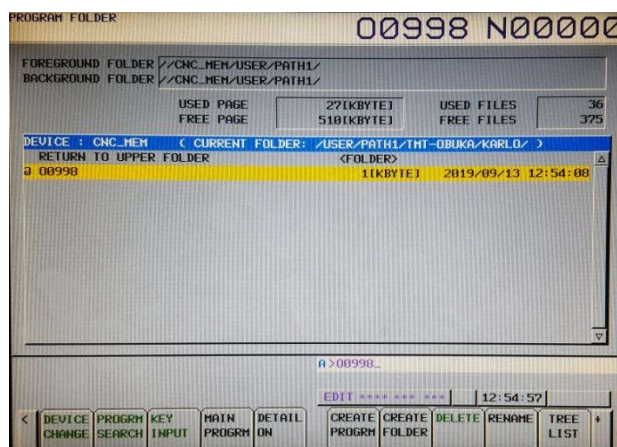 PROGRAM FOLDER
O0998 N00000
FOREGROUND FOLDER //CNC_MEM/USER/PATH1/
BACKGROUND FOLDER //CNC_MEM/USER/PATH1/
USED PAGE 27[KBYTE] USED FILES 36
FREE PAGE 510[KBYTE] FREE FILES 375
DEVICE : CNC_MEM ( CURRENT FOLDER: /USER/PATH1/TMT-OBUKA/KARLO/ )
RETURN TO UPPER FOLDER <FOLDER>
@ O0998 1[KBYTE] 2019/09/13 12:54:08
A>O0998_
EDIT **** *** *** 12:54:57
< DEVICE CHANGE PROGRM SEARCH KEY INPUT MAIN PROGRM DETAIL ON CREATE PROGRM CREATE FOLDER DELETE RENAME TREE LIST +